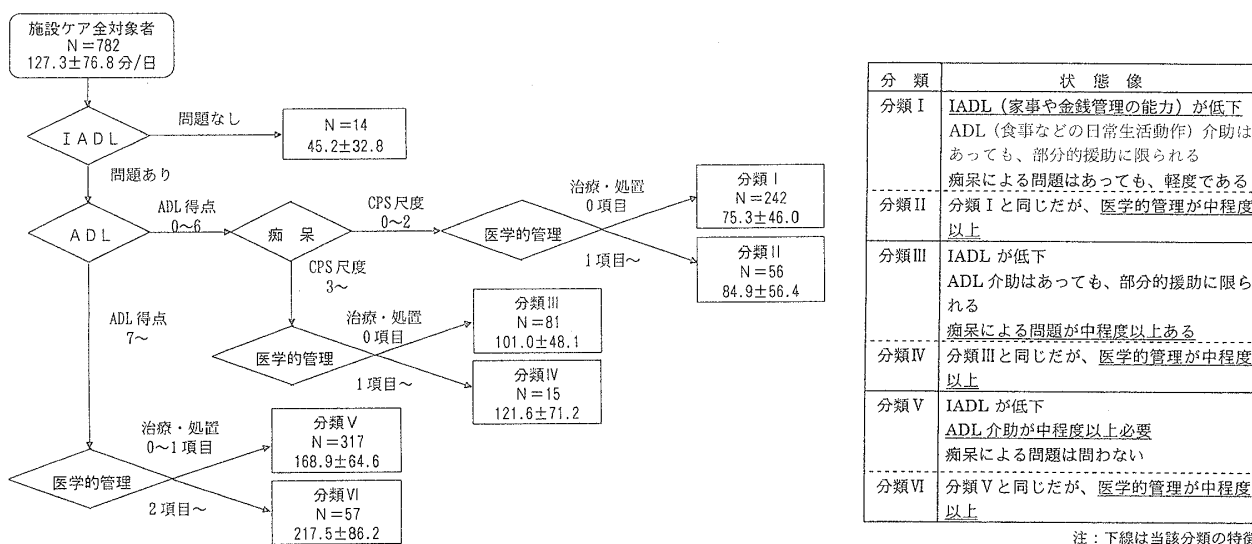 施設ケア全対象者
N=782
127.3±76.8分/日
IADL
問題なし
N=14
45.2±32.8
問題あり
ADL
ADL得点
0~6
痴呆
CPS尺度
0~2
医学的管理
治療・処置
0項目
分類I
N=242
75.3±46.0
1項目~
分類II
N=56
84.9±56.4
CPS尺度
3~
医学的管理
治療・処置
0項目
分類III
N=81
101.0±48.1
1項目~
分類IV
N=15
121.6±71.2
ADL得点
7~
医学的管理
治療・処置
0~1項目
分類V
N=317
168.9±64.6
2項目~
分類VI
N=57
217.5±86.2
分類 状態像
分類I IADL(家事や金銭管理の能力)が低下
ADL(食事などの日常生活動作)介助は
あっても、部分的援助に限られる
痴呆による問題はあっても、軽度である
分類II 分類Iと同じだが、医学的管理が中程度
以上
分類III IADLが低下
ADL介助はあっても、部分的援助に限ら
れる
痴呆による問題が中程度以上ある
分類IV 分類IIIと同じだが、医学的管理が中程度
以上
分類V IADLが低下
ADL介助が中程度以上必要
痴呆による問題は問わない
分類VI 分類Vと同じだが、医学的管理が中程度
以上
注:下線は当該分類の特徴